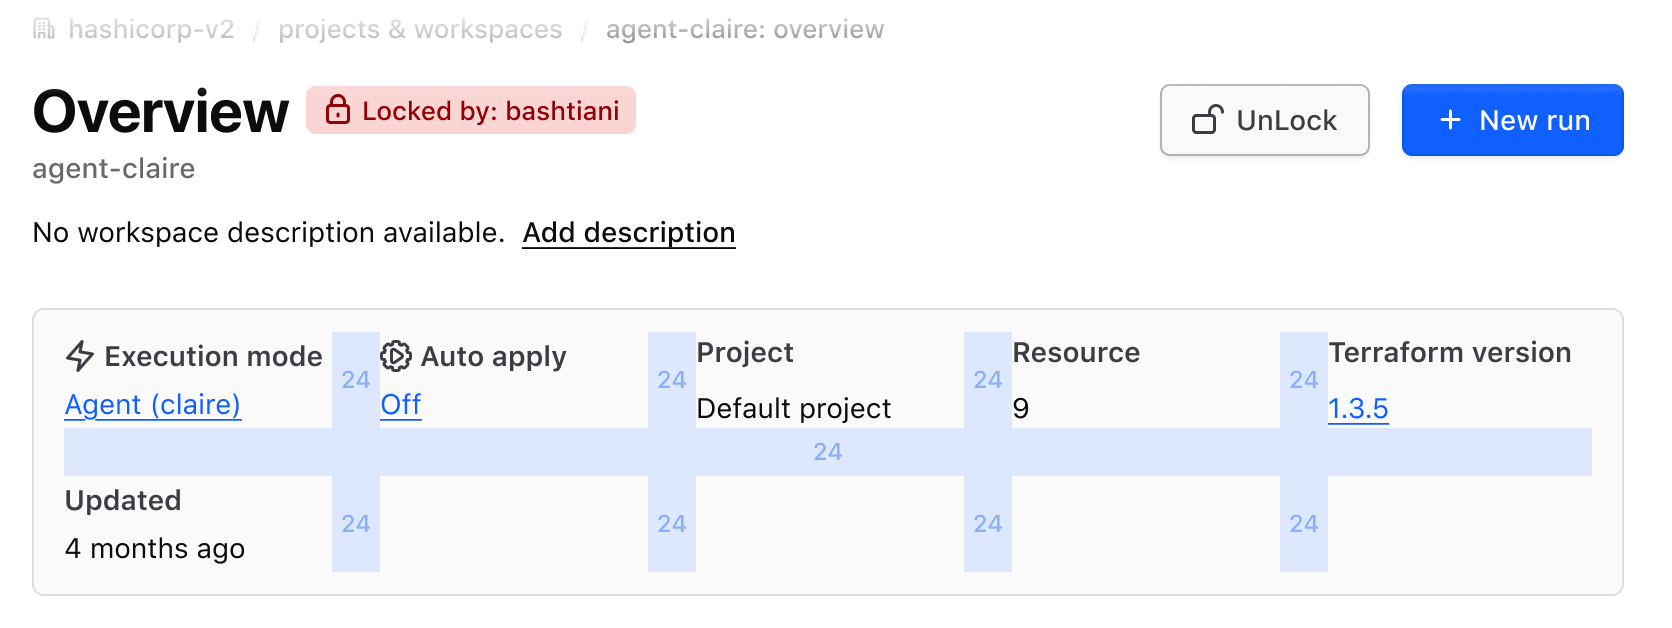 hashicorp-v2 / projects & workspaces / agent-claire: overview
Overview Locked by: bashtiani UnLock + New run
agent-claire
No workspace description available. Add description
Execution mode Auto apply Project Resource Terraform version
24 24 24 24
Agent (claire) Off Default project 9 1.3.5
24
Updated
24 24 24 24
4 months ago